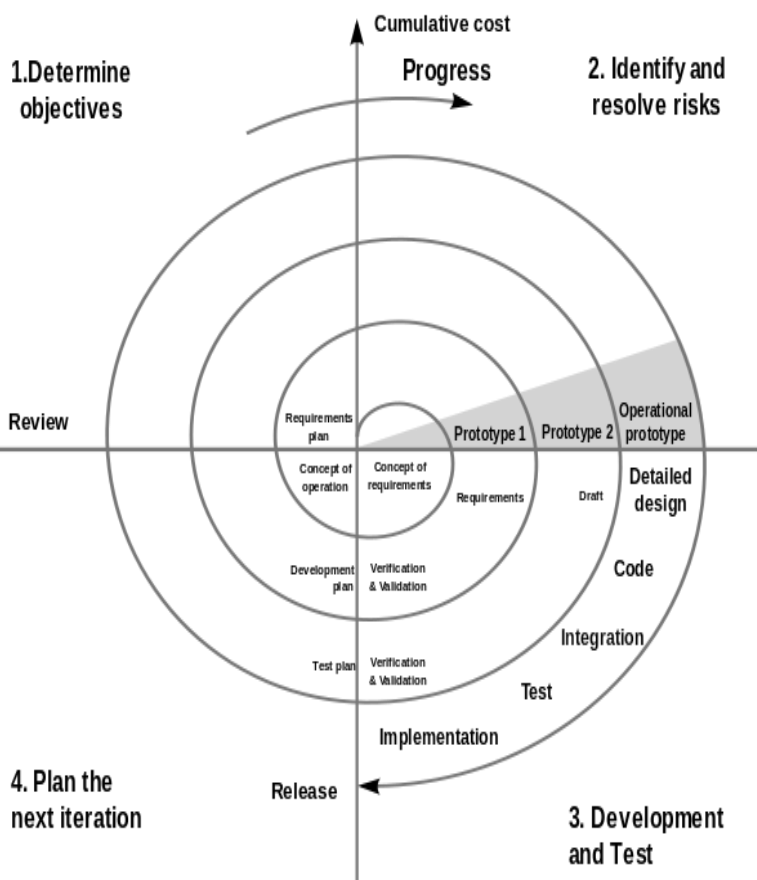 Cumulative cost
Progress
1.Determine
objectives
2. Identify and
resolve risks
Review
Requirements
plan
Prototype 1
Prototype 2
Operational
prototype
Concept of
operation
Concept of
requirements
Requirements
Draft
Detailed
design
Development
plan
Verification
& Validation
Code
Integration
Test plan
Verification
& Validation
Test
Implementation
Release
4. Plan the
next iteration
3. Development
and Test